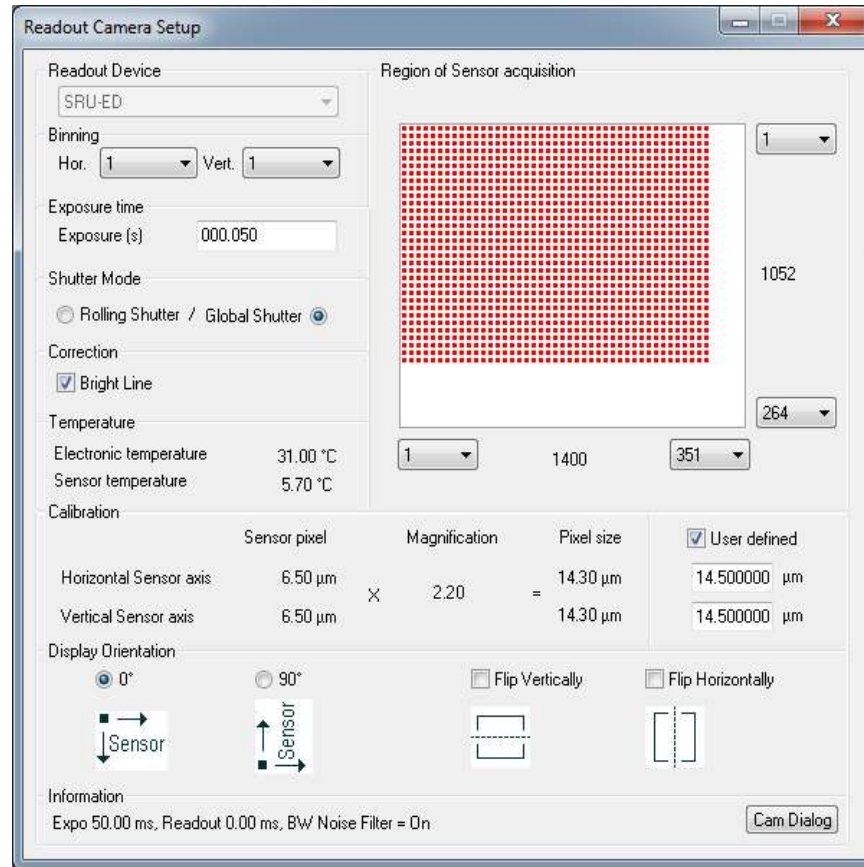 Readout Camera Setup
Readout Device
SRU-ED
Binning
Hor. 1 Vert. 1
Exposure time
Exposure (s) 000.050
Shutter Mode
Rolling Shutter / Global Shutter
Correction
Bright Line
Temperature
Electronic temperature 31.00 °C
Sensor temperature 5.70 °C
Region of Sensor acquisition
1
1052
264
1 1400 351
Calibration
Sensor pixel Magnification Pixel size User defined
Horizontal Sensor axis 6.50 µm 14.30 µm 14.500000 µm
X 2.20 =
Vertical Sensor axis 6.50 µm 14.30 µm 14.500000 µm
Display Orientation
0° 90° Flip Vertically Flip Horizontally
Sensor
Sensor
Information
Expo 50.00 ms, Readout 0.00 ms, BW Noise Filter = On Cam Dialog